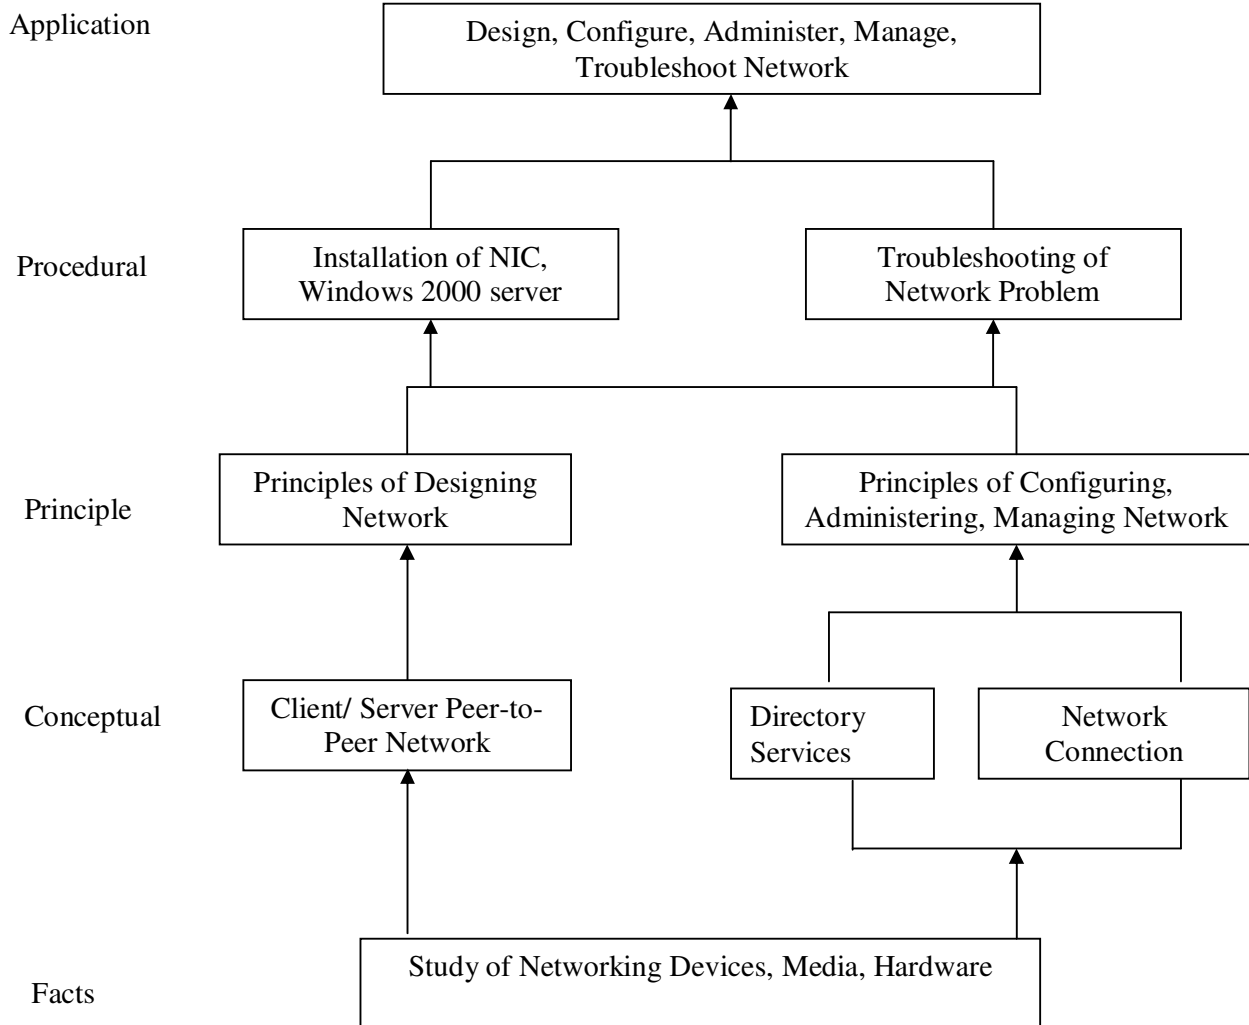 Application
Design, Configure, Administer, Manage,
Troubleshoot Network
Procedural
Installation of NIC,
Windows 2000 server
Troubleshooting of
Network Problem
Principle
Principles of Designing
Network
Principles of Configuring,
Administering, Managing Network
Conceptual
Client/ Server Peer-to-
Peer Network
Directory
Services
Network
Connection
Facts
Study of Networking Devices, Media, Hardware